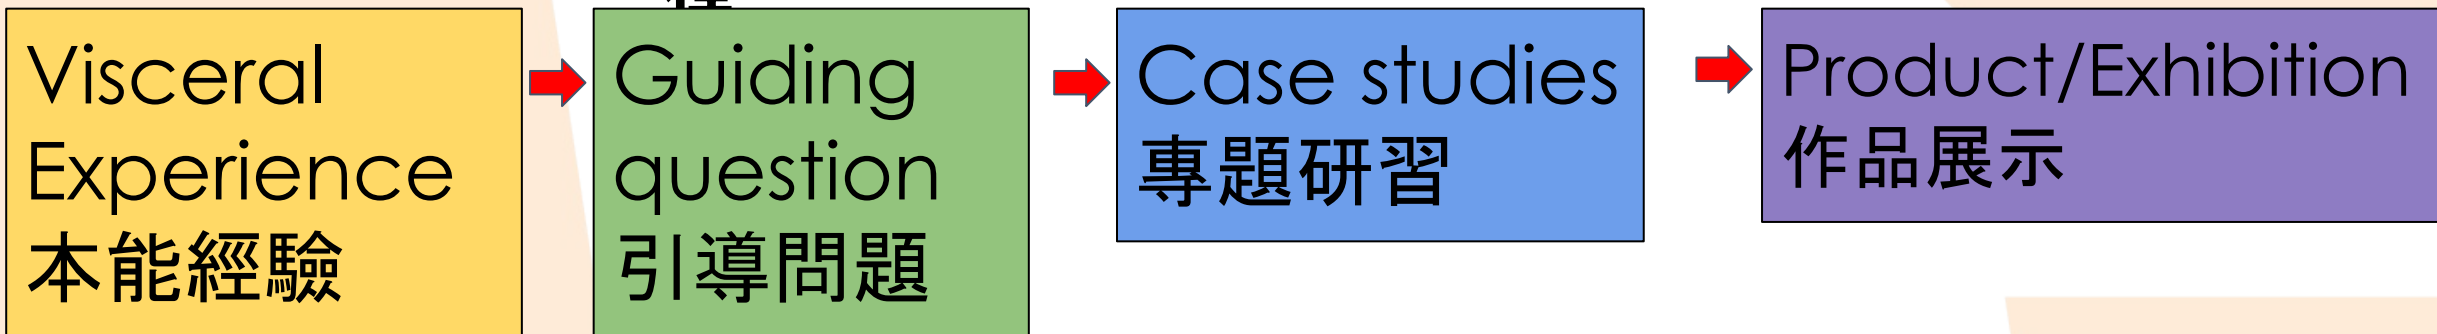 Visceral
Experience
本能經驗
Guiding
question
引導問題
Case studies
專題研習
Product/Exhibition
作品展示